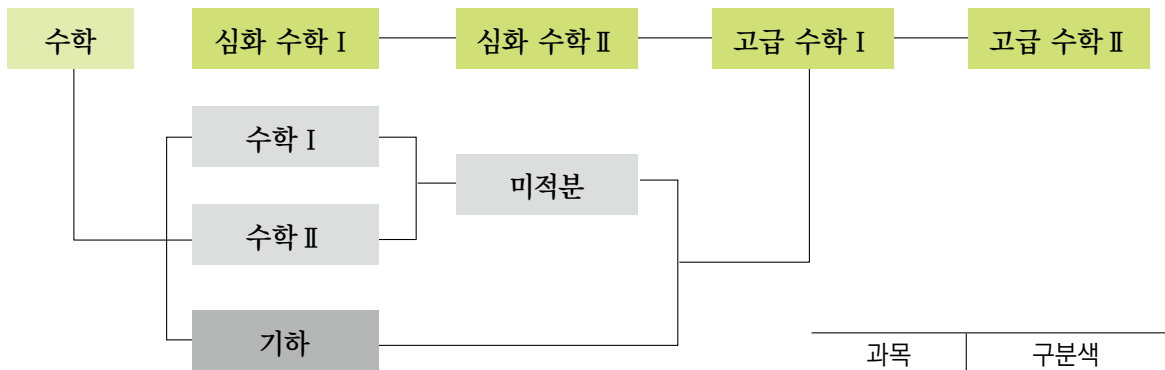 수학
심화 수학 Ⅰ
심화 수학 Ⅱ
고급 수학 Ⅰ
고급 수학 Ⅱ
수학 Ⅰ
미적분
수학 Ⅱ
기하
과목
구분색